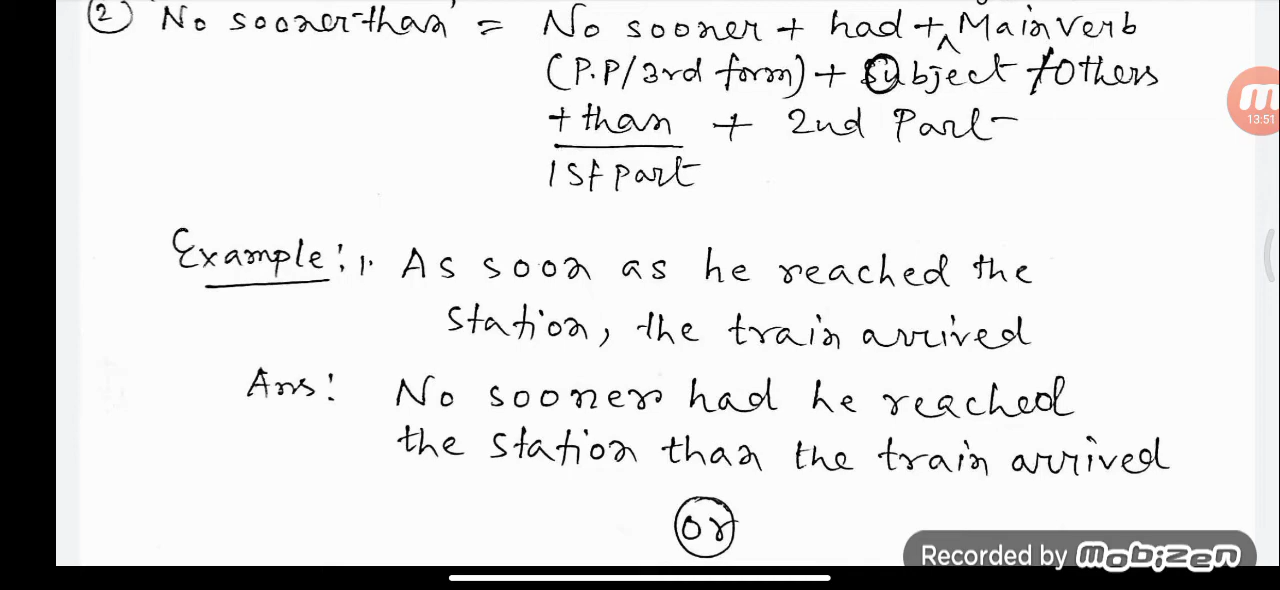 ② 'No sooner-than' = No sooner + had +^ Main verb
(P.P/3rd form) + Subject + Others
+ than + 2nd Part
1st part
Example: 1. As soon as he reached the
station, the train arrived
Ans: No sooner had he reached
the station than the train arrived
Or
m
13:51
Recorded by mobizen